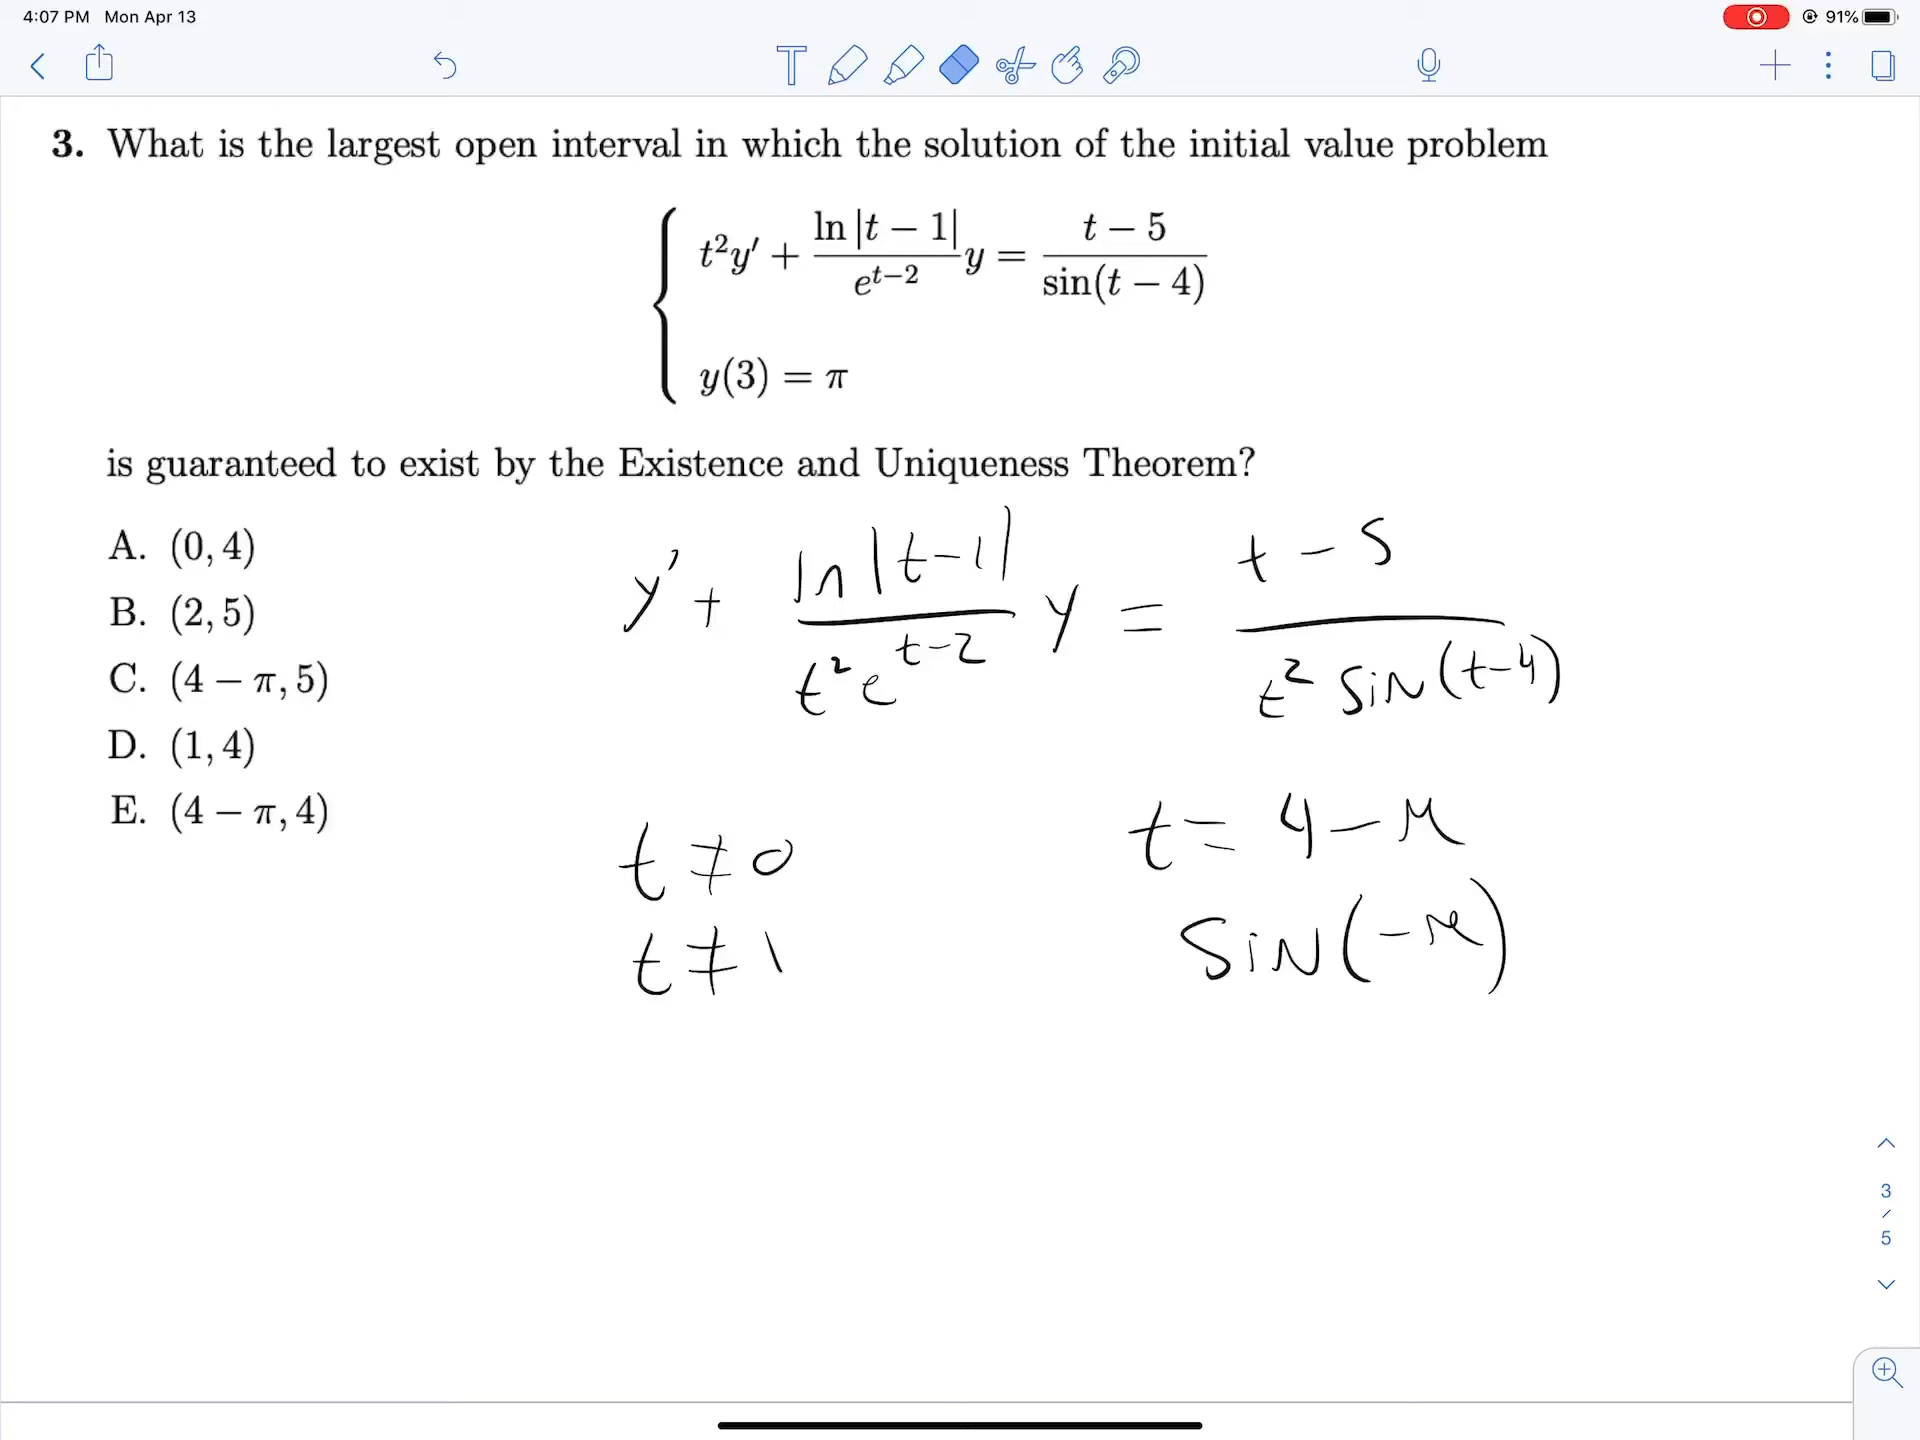 4:07 PM Mon Apr 13
91%
3. What is the largest open interval in which the solution of the initial value problem
t²y′ + (ln |t − 1|)/(e^{t−2}) y = (t − 5)/(sin(t − 4))
y(3) = π
is guaranteed to exist by the Existence and Uniqueness Theorem?
A. (0, 4)
B. (2, 5)
C. (4 − π, 5)
D. (1, 4)
E. (4 − π, 4)
y′ + (ln |t−1|)/(t² e^{t−2}) y = (t − 5)/(t² sin(t−4))
t ≠ 0
t ≠ 1
t = 4 − π
sin(−π)
3
/
5